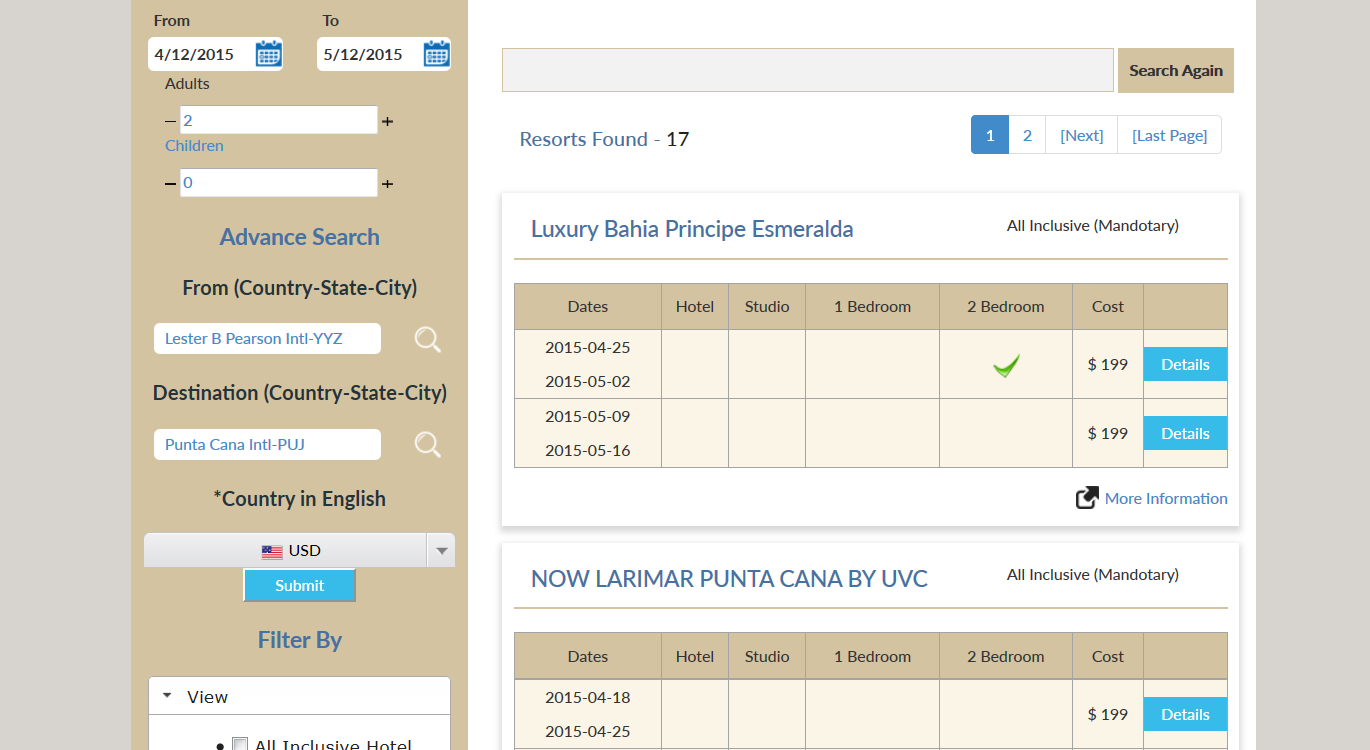 From To
4/12/2015 5/12/2015
Adults
– 2 +
Children
– 0 +
Advance Search
From (Country-State-City)
Lester B Pearson Intl-YYZ
Destination (Country-State-City)
Punta Cana Intl-PUJ
*Country in English
USD
Submit
Filter By
View
All Inclusive Hotel
Search Again
Resorts Found - 17
1 2 [Next] [Last Page]
Luxury Bahia Principe Esmeralda All Inclusive (Mandotary)
Dates Hotel Studio 1 Bedroom 2 Bedroom Cost
2015-04-25
2015-05-02
$ 199 Details
2015-05-09
2015-05-16
$ 199 Details
More Information
NOW LARIMAR PUNTA CANA BY UVC All Inclusive (Mandotary)
Dates Hotel Studio 1 Bedroom 2 Bedroom Cost
2015-04-18
2015-04-25
$ 199 Details